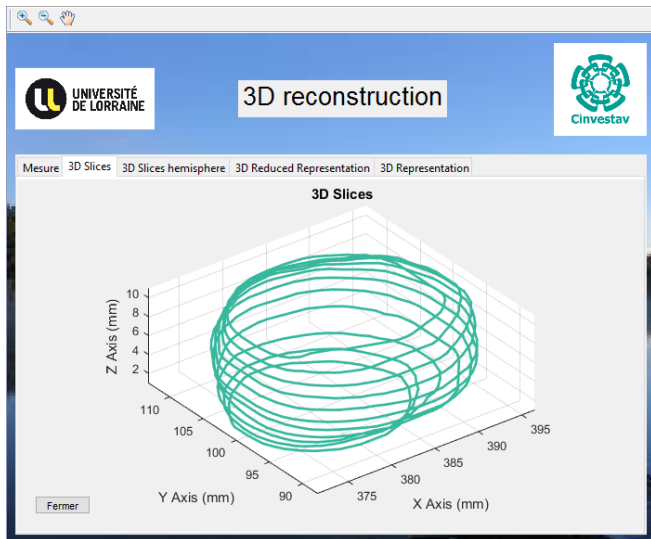 UNIVERSITÉ
DE LORRAINE
3D reconstruction
Cinvestav
Mesure 3D Slices 3D Slices hemisphere 3D Reduced Representation 3D Representation
3D Slices
Z Axis (mm)
10
8
6
4
2
110
105
100
95
90
Y Axis (mm)
375
380
385
390
395
X Axis (mm)
Fermer